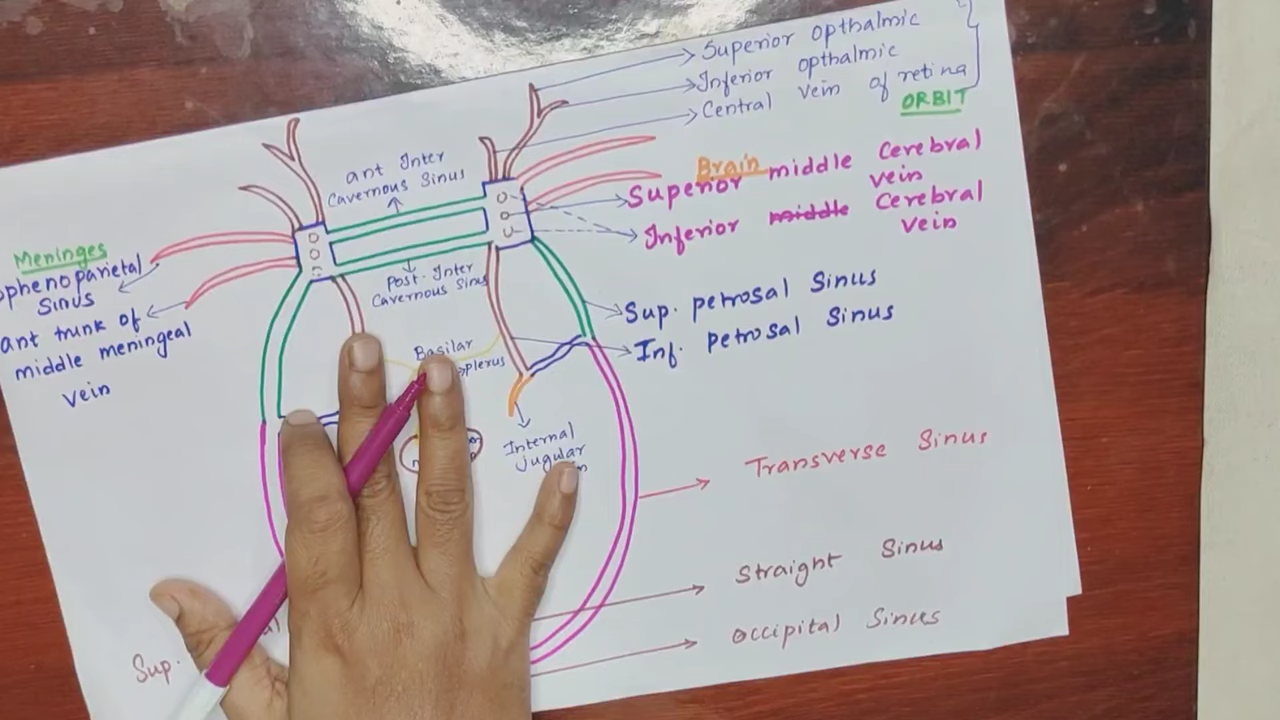 Superior opthalmic
Inferior opthalmic
Central vein of retina
ORBIT
ant Inter
Cavernous Sinus
Brain
Superior middle Cerebral
vein
Inferior middle Cerebral
vein
Meninges
sphenoparietal
Sinus
ant trunk of
middle meningeal
vein
Post. Inter
Cavernous Sinus
Sup. petrosal Sinus
Inf. petrosal Sinus
Basilar
plexus
Internal
jugular
Transverse Sinus
Straight Sinus
Occipital Sinus
Sup.